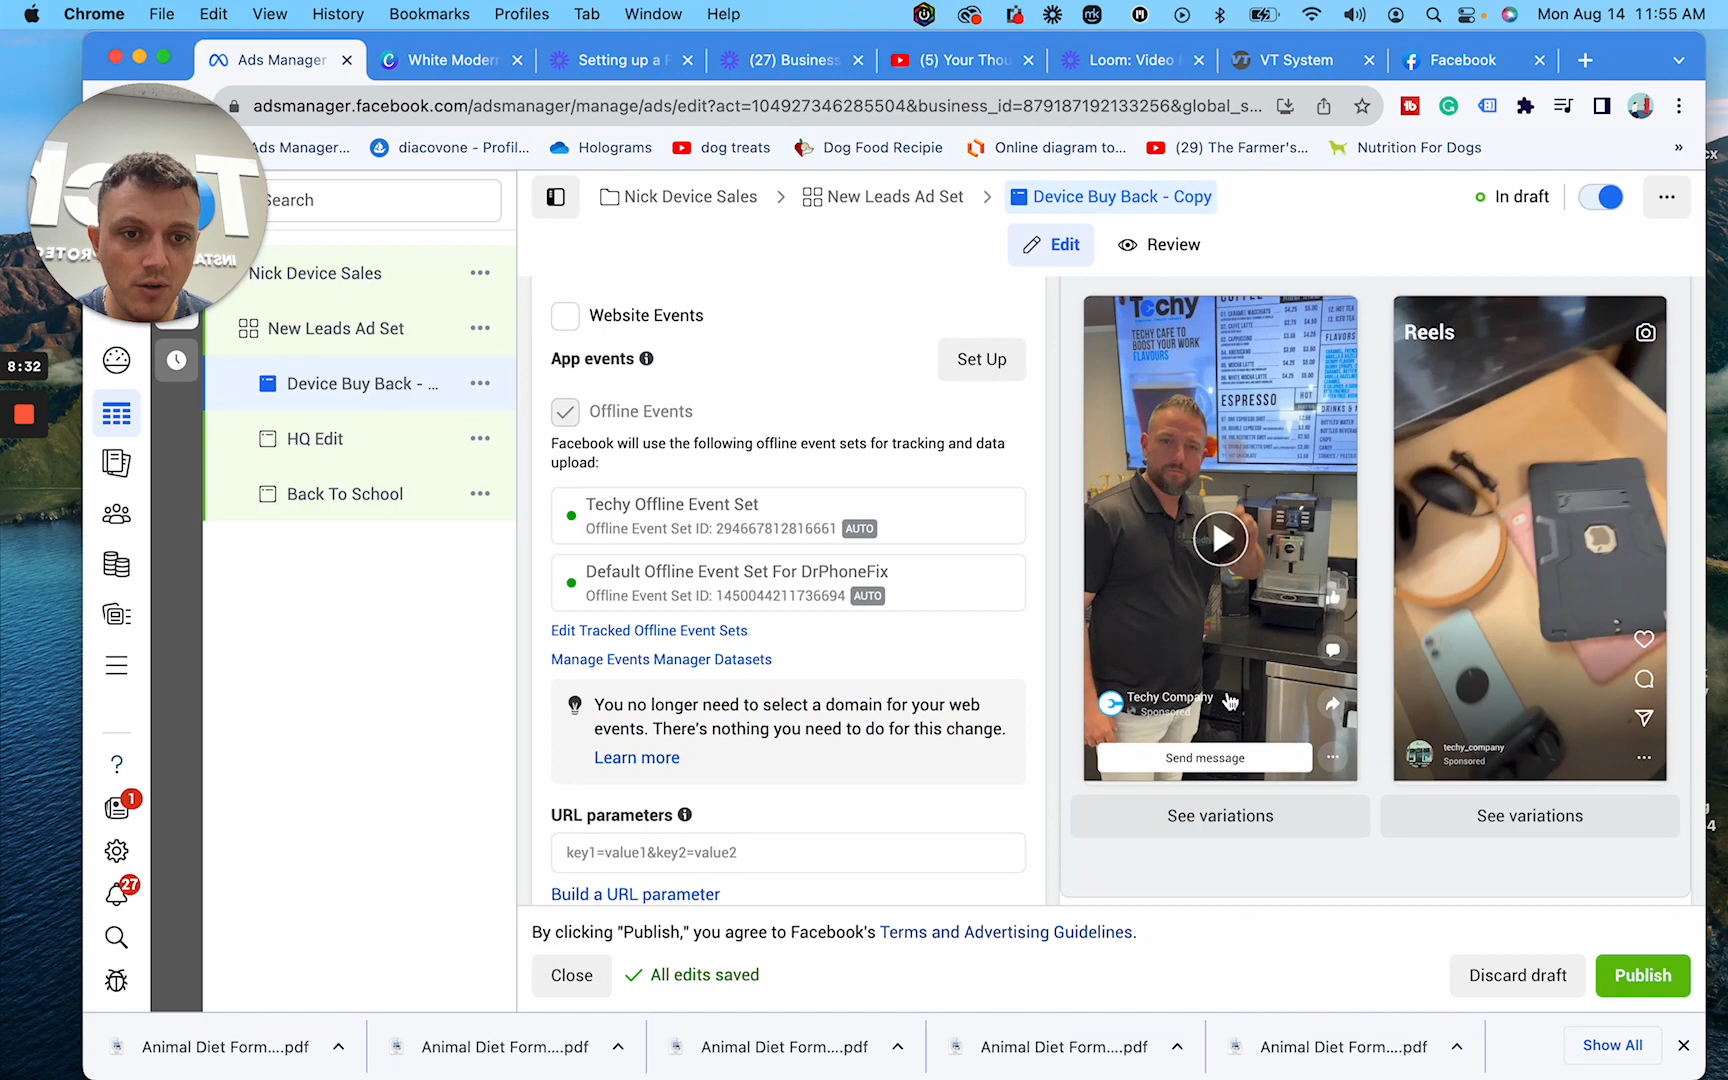 Chrome File Edit View History Bookmarks Profiles Tab Window Help Mon Aug 14 11:55 AM
Ads Manager White Modern Setting up a F (27) Business (5) Your Thou Loom: Video VT System Facebook
adsmanager.facebook.com/adsmanager/manage/ads/edit?act=104927346285504&business_id=879187192133256&global_s...
Ads Manager... diacovone - Profil... Holograms dog treats Dog Food Recipie Online diagram to... (29) The Farmer's... Nutrition For Dogs »
Search
Nick Device Sales > New Leads Ad Set > Device Buy Back - Copy In draft
Edit Review
Nick Device Sales
New Leads Ad Set
Device Buy Back - ...
HQ Edit
Back To School
8:32
1
27
Website Events
App events Set Up
Offline Events
Facebook will use the following offline event sets for tracking and data
upload:
Techy Offline Event Set
Offline Event Set ID: 294667812816661 AUTO
Default Offline Event Set For DrPhoneFix
Offline Event Set ID: 1450044211736694 AUTO
Edit Tracked Offline Event Sets
Manage Events Manager Datasets
You no longer need to select a domain for your web
events. There's nothing you need to do for this change.
Learn more
URL parameters
key1=value1&key2=value2
Build a URL parameter
Techy
TECHY CAFE TO
BOOST YOUR WORK
FLAVOURS
COFFEE
ESPRESSO
HOT
FLAVORS
Techy Company
Sponsored
Send message
See variations
Reels
techy_company
Sponsored
See variations
By clicking "Publish," you agree to Facebook's Terms and Advertising Guidelines.
Close All edits saved Discard draft Publish
Animal Diet Form....pdf Animal Diet Form....pdf Animal Diet Form....pdf Animal Diet Form....pdf Animal Diet Form....pdf Show All